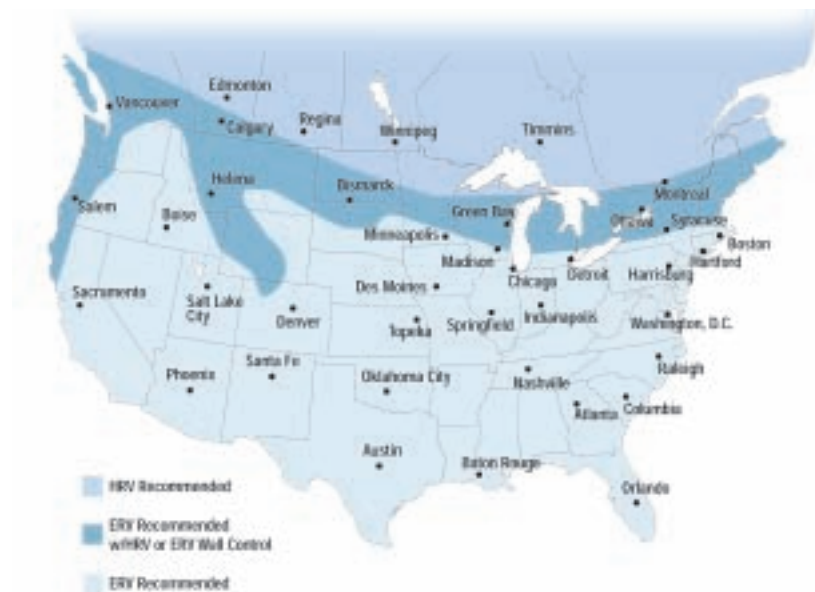 Edmonton
Vancouver
Calgary
Regina
Winnipeg
Timmins
Helena
Bismarck
Montreal
Salem
Boise
Green Bay
Ottawa
Syracuse
Minneapolis
Boston
Madison
Hartford
Detroit
Harrisburg
Chicago
Sacramento
Salt Lake
City
Des Moines
Denver
Topeka
Springfield
Indianapolis
Washington, D.C.
Santa Fe
Phoenix
Oklahoma City
Nashville
Raleigh
Atlanta
Columbia
Austin
Baton Rouge
Orlando
HRV Recommended
ERV Recommended
w/HRV or ERV Wall Control
ERV Recommended